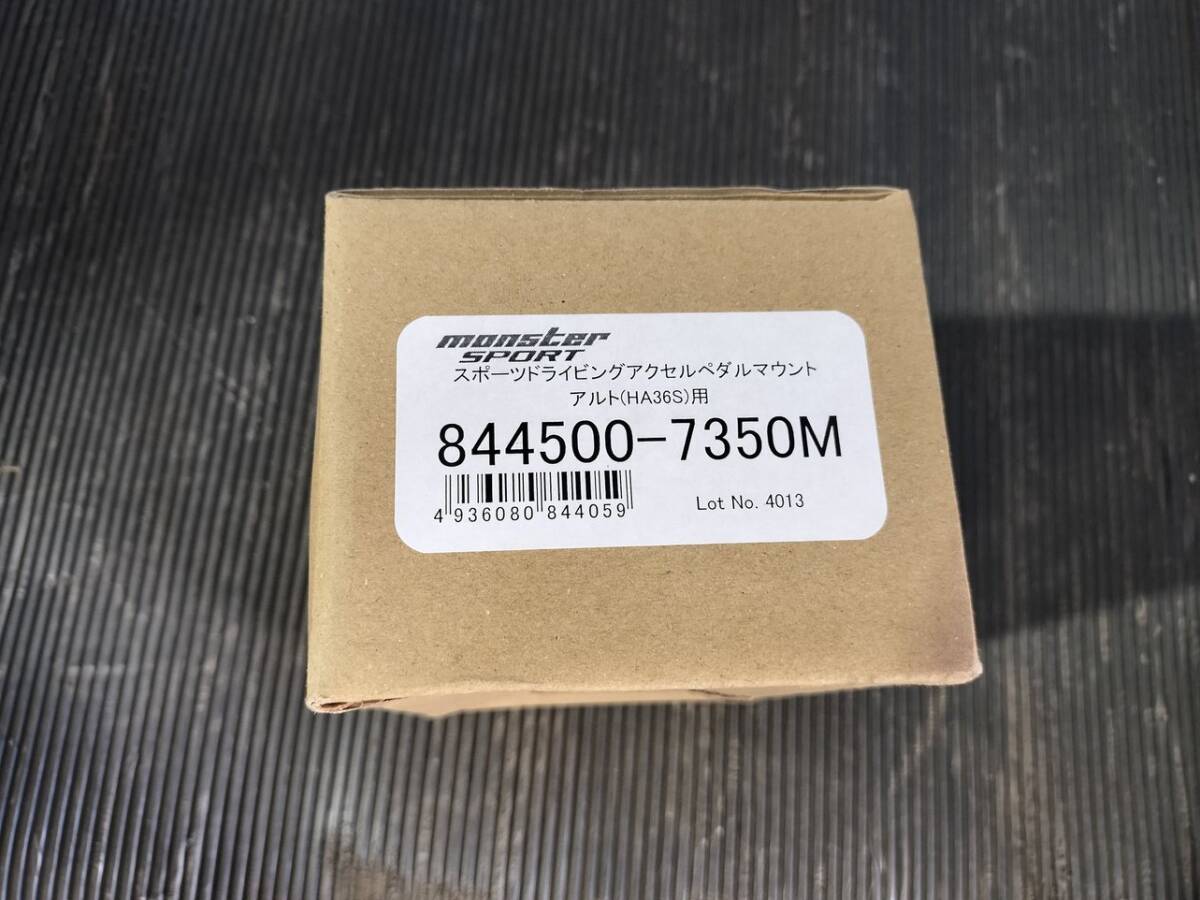 monster
SPORT
スポーツドライビングアクセルペダルマウント
アルト(HA36S)用
844500-7350M
4 936080 844059
Lot No. 4013